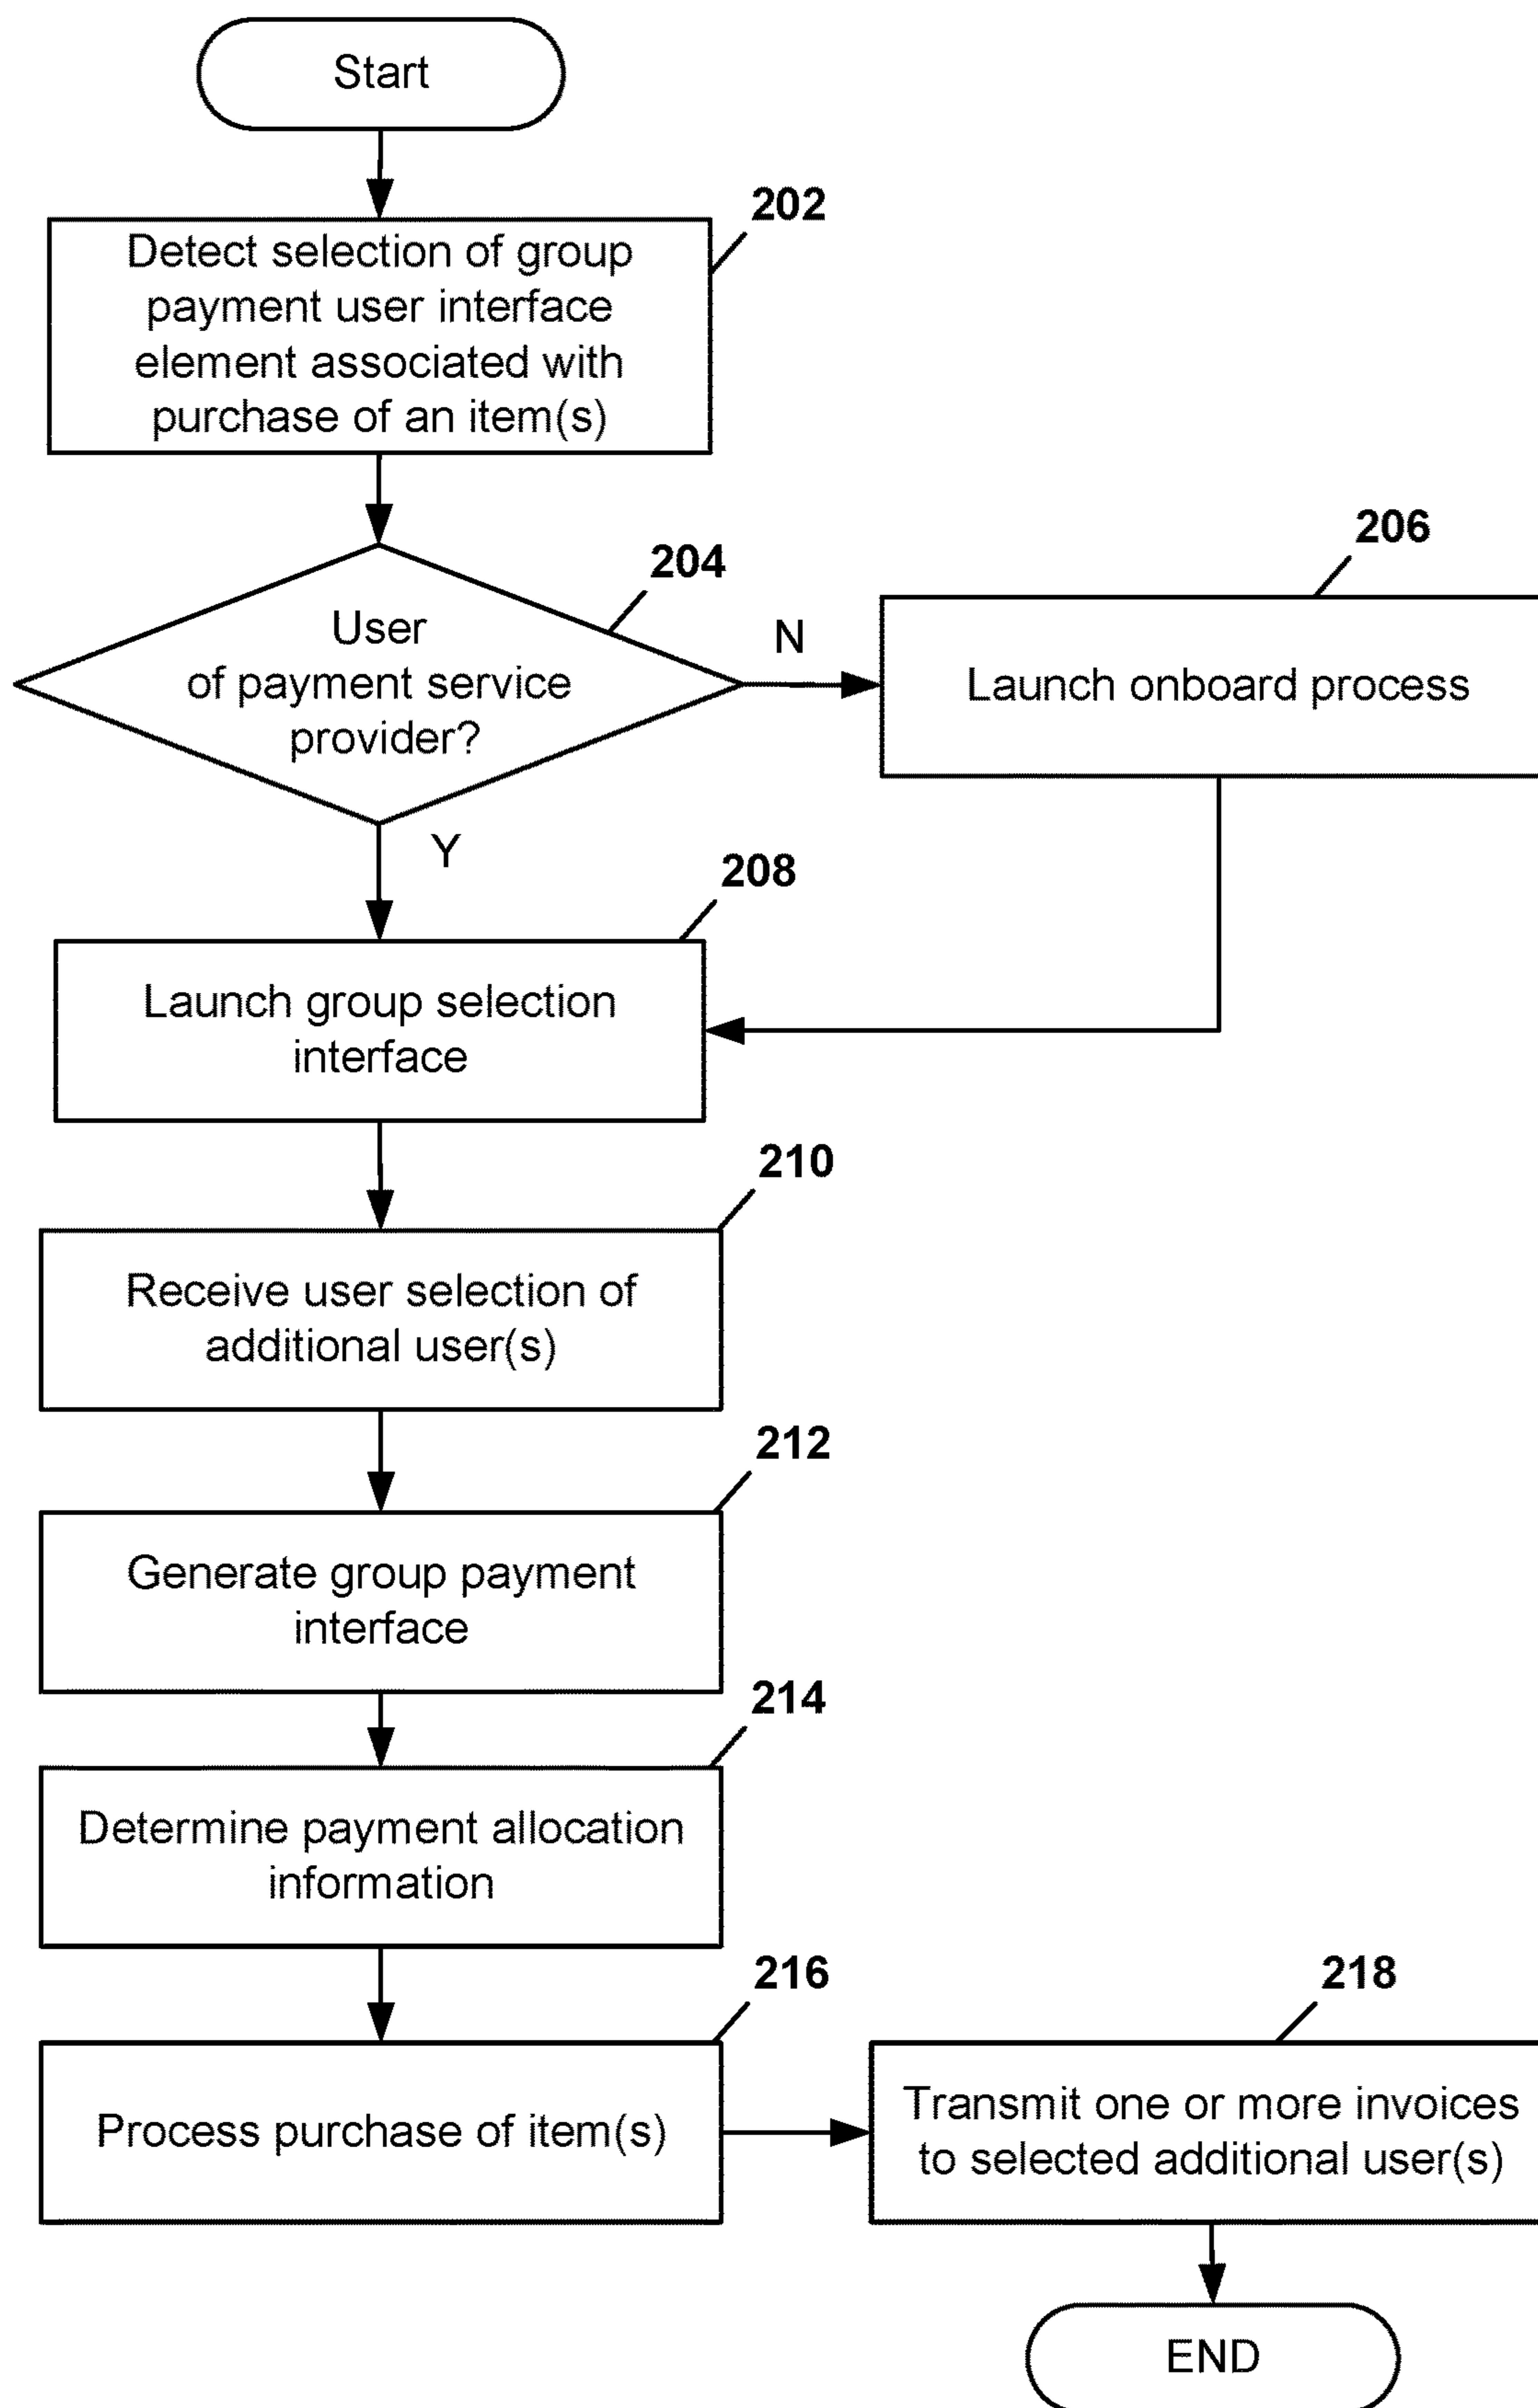 Start
202
Detect selection of group
payment user interface
element associated with
purchase of an item(s)
204
User
of payment service
provider?
N
206
Launch onboard process
Y
208
Launch group selection
interface
210
Receive user selection of
additional user(s)
212
Generate group payment
interface
214
Determine payment allocation
information
216
Process purchase of item(s)
218
Transmit one or more invoices
to selected additional user(s)
END